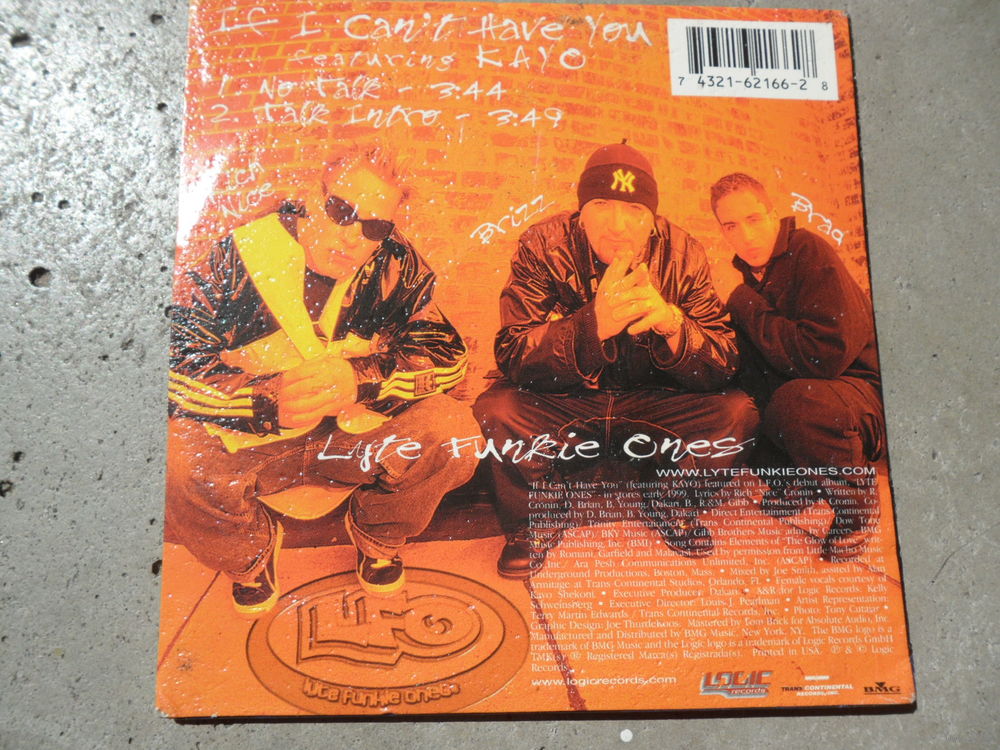 If I Can't Have You
featuring KAYO
1. No Talk - 3:44
2. Talk Intro - 3:49
7 4321-62166-2 8
Rich
Nice
Brizz
Brad
NY
Lyte Funkie Ones
WWW.LYTEFUNKIEONES.COM
"If I Can't Have You" (featuring KAYO) featured on L.F.O.'s debut album, "LYTE
FUNKIE ONES" - in stores early 1999. Lyrics by Rich "Nice" Cronin • Written by R.
Cronin, D. Brian, B. Young, Dakari, B., R.& M. Gibb • Produced by R. Cronin, Co-
produced by D. Brian, B. Young, Dakari • Direct Entertainment (Trans Continental
Publishing)/ Trinity Entertainment (Trans Continental Publishing)/ Dow Tone
Music (ASCAP)/ BKY Music (ASCAP)/ Gibb Brothers Music adm. by Careers - BMG
Music Publishing, Inc. (BMI) • Song Contains Elements of "The Glow of Love" writ-
ten by Romani, Garfield and Malavasi. Used by permission from Little Macho Music
Co. Inc./ Ara Pesh Communications Unlimited, Inc. (ASCAP) • Recorded at
Underground Productions, Boston, Mass. • Mixed by Joe Smith, assited by Alan
Armitage at Trans Continental Studios, Orlando, FL • Female vocals courtesy of
Kayo Shekoni. • Executive Producer: Dakari • A&R for Logic Records: Kelly
Schweinsberg • Executive Director: Louis J. Pearlman • Artist Representation
Terry Martin Edwards / Trans Continental Records, Inc. • Photo: Tony Cutajar •
Graphic Design: Joe Thurtlekoos. Mastered by Tom Brick for Absolute Audio, Inc.
Manufactured and Distributed by BMG Music, New York, NY. The BMG logo is a
trademark of BMG Music and the Logic logo is a trademark of Logic Records GmbH
TMK(s) ® Registered Marca(s) Registrada(s). Printed in USA. ℗ & © Logic
Records
www.logicrecords.com
LOGIC
records
TRANS CONTINENTAL
RECORDS, INC.
BMG
LFO
lyte funkie ones